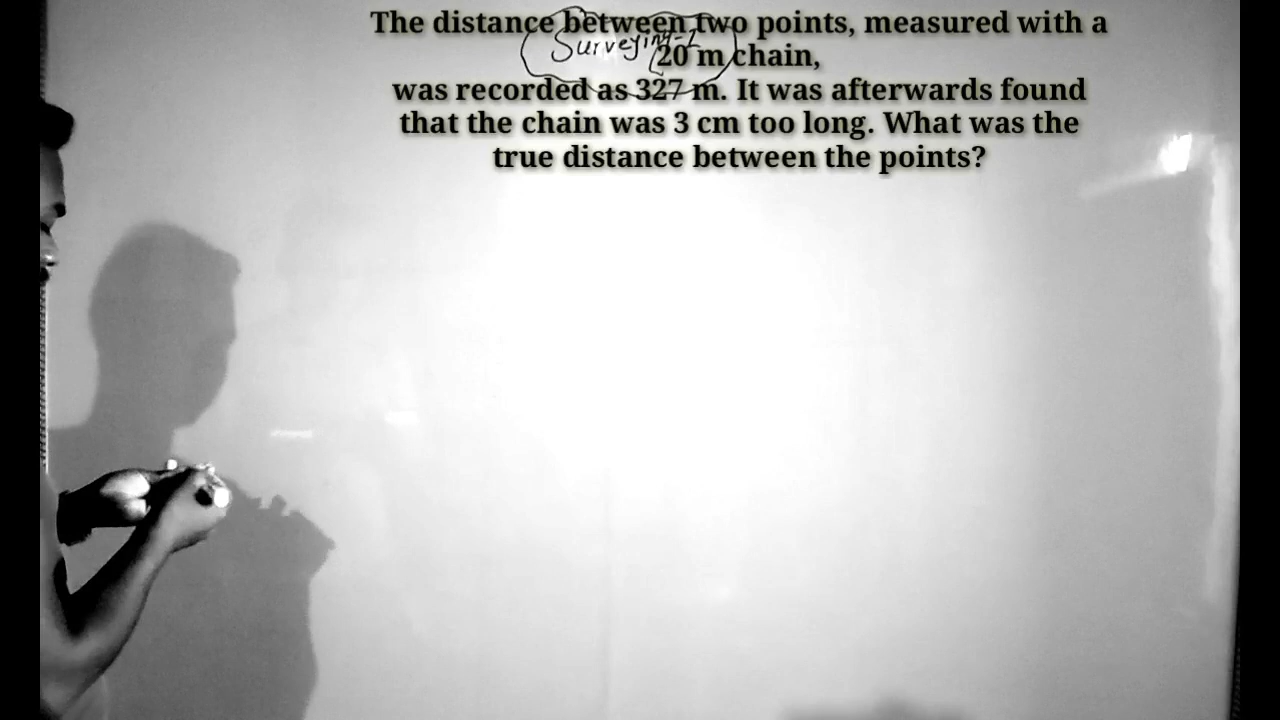 The distance between two points, measured with a
Surveying-1
20 m chain,
was recorded as 327 m. It was afterwards found
that the chain was 3 cm too long. What was the
true distance between the points?